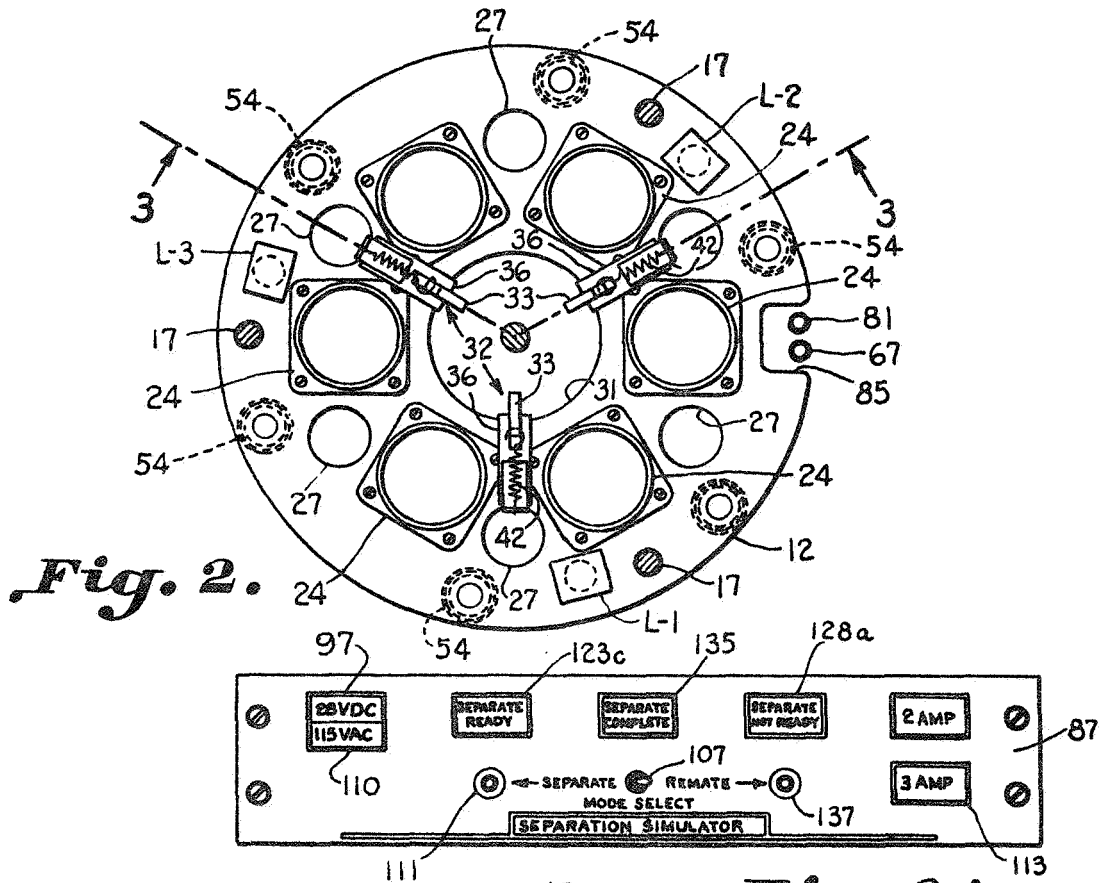 27
54
17
L-2
54
24
3
3
27
36
42
54
L-3
36
33
24
81
17
32
33
67
36
31
85
24
27
54
27
24
42
12
Fig. 2.
24
27
17
54
L-1
97
123c
135
128a
28VDC
115VAC
SEPARATE
READY
SEPARATE
COMPLETE
SEPARATE
NOT READY
2 AMP
87
110
107
SEPARATE
REMATE
3 AMP
MODE SELECT
137
SEPARATION SIMULATOR
111
113